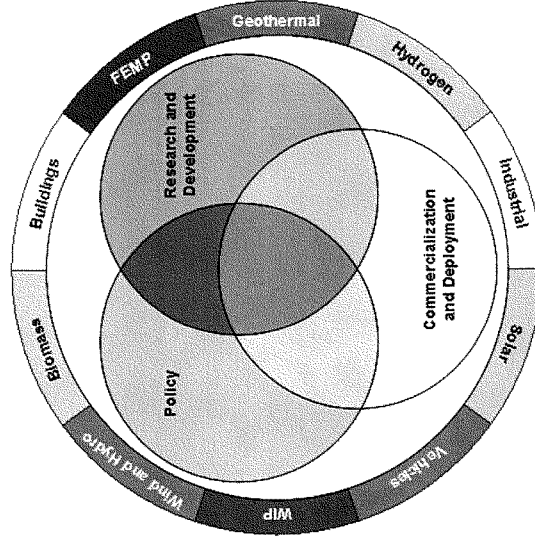 Geothermal
Hydrogen
Industrial
Solar
Vehicles
WIP
Wind and Hydro
Biomass
Buildings
FEMP
Policy
Research and
Development
Commercialization
and Deployment